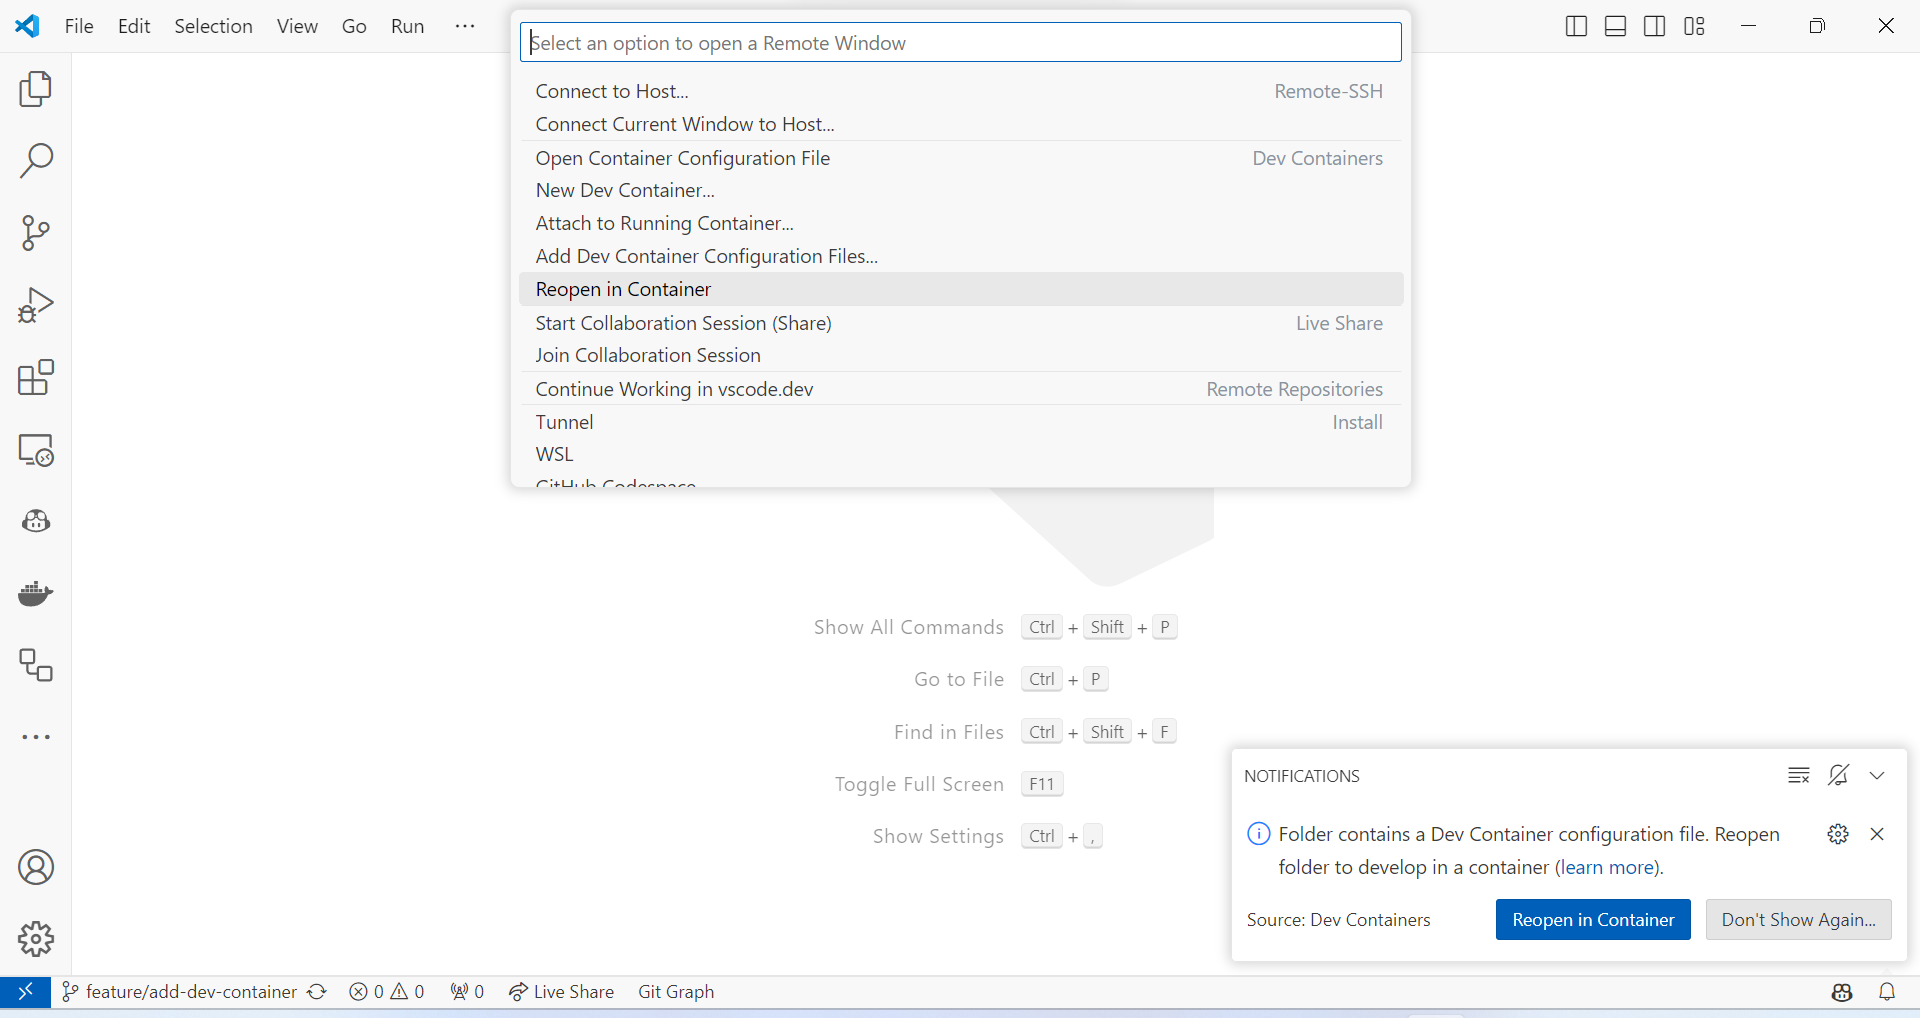 File Edit Selection View Go Run ···
Select an option to open a Remote Window
Connect to Host... Remote-SSH
Connect Current Window to Host...
Open Container Configuration File Dev Containers
New Dev Container...
Attach to Running Container...
Add Dev Container Configuration Files...
Reopen in Container
Start Collaboration Session (Share) Live Share
Join Collaboration Session
Continue Working in vscode.dev Remote Repositories
Tunnel Install
WSL
GitHub Codespace
Show All Commands Ctrl + Shift + P
Go to File Ctrl + P
Find in Files Ctrl + Shift + F
Toggle Full Screen F11
Show Settings Ctrl + ,
NOTIFICATIONS
Folder contains a Dev Container configuration file. Reopen
folder to develop in a container (learn more).
Source: Dev Containers Reopen in Container Don't Show Again...
feature/add-dev-container 0 0 0 Live Share Git Graph